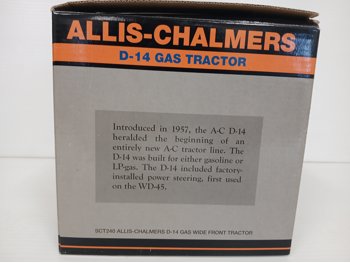 ALLIS-CHALMERS
D-14 GAS TRACTOR
Introduced in 1957, the A-C D-14
heralded the beginning of an
entirely new A-C tractor line. The
D-14 was built for either gasoline or
LP-gas. The D-14 included factory-
installed power steering, first used
on the WD-45.
SCT240 ALLIS-CHALMERS D-14 GAS WIDE FRONT TRACTOR